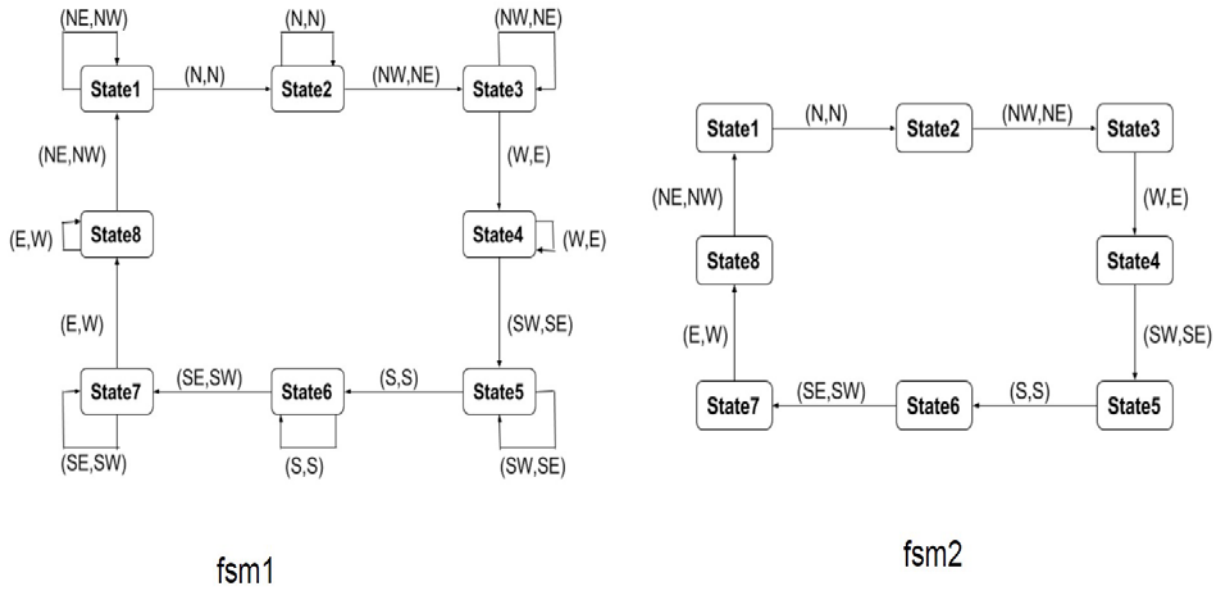 (NE,NW)
(N,N)
(NW,NE)
State1
(N,N)
State2
(NW,NE)
State3
(NE,NW)
(W,E)
(E,W)
State8
State4
(W,E)
(E,W)
(SW,SE)
State7
(SE,SW)
State6
(S,S)
State5
(SE,SW)
(S,S)
(SW,SE)
fsm1
State1
(N,N)
State2
(NW,NE)
State3
(NE,NW)
(W,E)
State8
State4
(E,W)
(SW,SE)
State7
(SE,SW)
State6
(S,S)
State5
fsm2